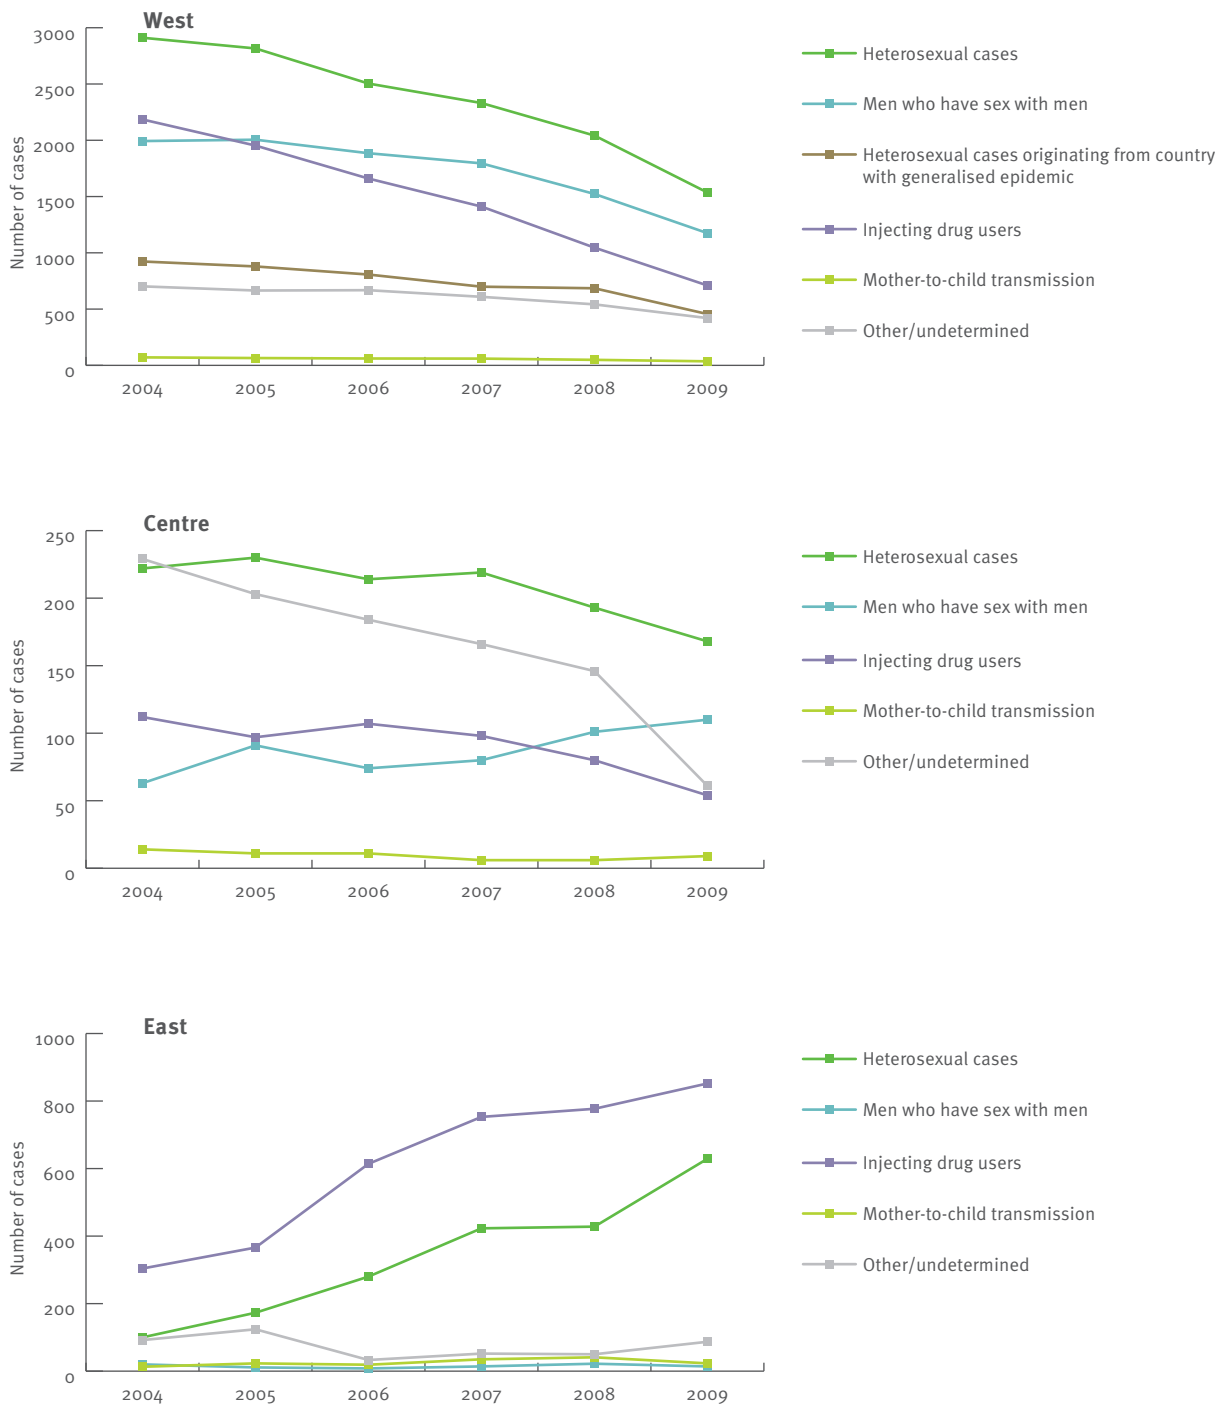 West
Number of cases
3000
2500
2000
1500
1000
500
0
2004 2005 2006 2007 2008 2009
Heterosexual cases
Men who have sex with men
Heterosexual cases originating from country
with generalised epidemic
Injecting drug users
Mother-to-child transmission
Other/undetermined
Centre
Number of cases
250
200
150
100
50
0
2004 2005 2006 2007 2008 2009
Heterosexual cases
Men who have sex with men
Injecting drug users
Mother-to-child transmission
Other/undetermined
East
Number of cases
1000
800
600
400
200
0
2004 2005 2006 2007 2008 2009
Heterosexual cases
Men who have sex with men
Injecting drug users
Mother-to-child transmission
Other/undetermined